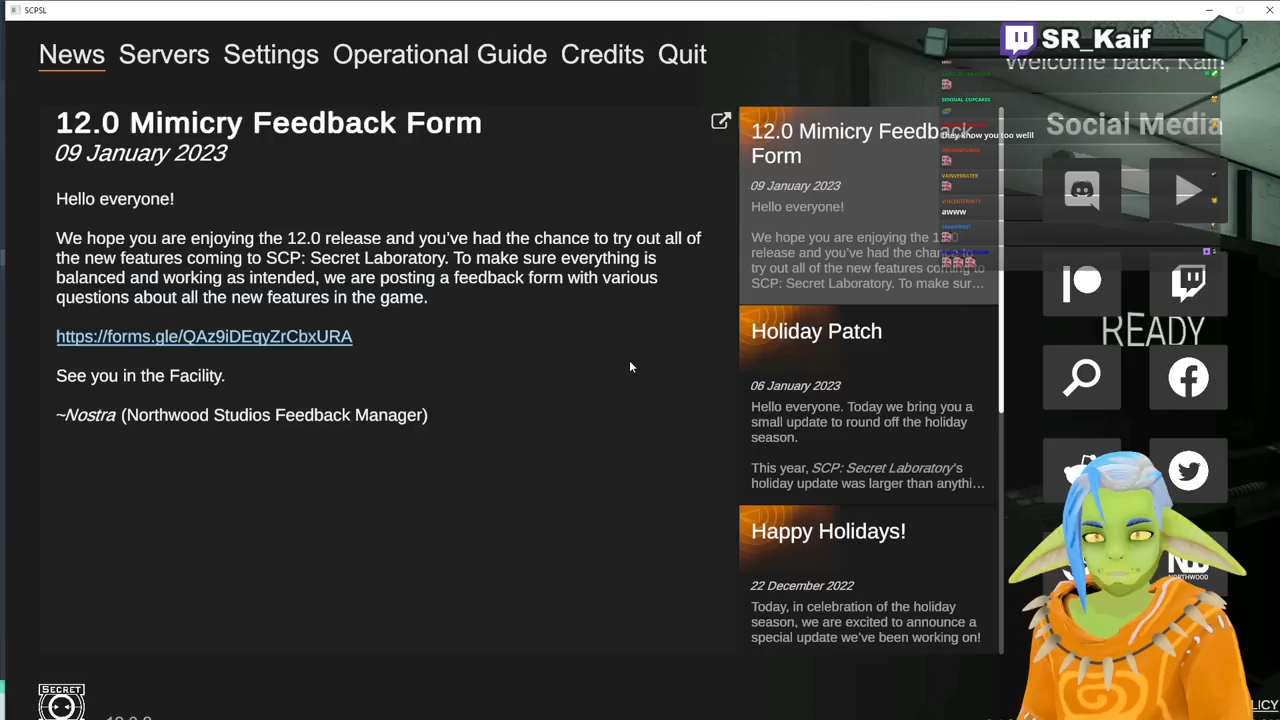 SCPSL
News Servers Settings Operational Guide Credits Quit
SR_Kaif
Welcome back, Kaif!
12.0 Mimicry Feedback Form
09 January 2023
Hello everyone!
We hope you are enjoying the 12.0 release and you've had the chance to try out all of
the new features coming to SCP: Secret Laboratory. To make sure everything is
balanced and working as intended, we are posting a feedback form with various
questions about all the new features in the game.
https://forms.gle/QAz9iDEqyZrCbxURA
See you in the Facility.
~Nostra (Northwood Studios Feedback Manager)
12.0 Mimicry Feedback
Form
09 January 2023
Hello everyone!
We hope you are enjoying the 12.0
release and you've had the chance to
try out all of the new features coming to
SCP: Secret Laboratory. To make sur…
Holiday Patch
06 January 2023
Hello everyone. Today we bring you a
small update to round off the holiday
season.
This year, SCP: Secret Laboratory's
holiday update was larger than anythi…
Happy Holidays!
22 December 2022
Today, in celebration of the holiday
season, we are excited to announce a
special update we've been working on!
SENSUAL CUPCAKES
they know you too welll
VAINVERRATER
awww
Social Media
READY
NORTHWOOD
SECRET
LICY